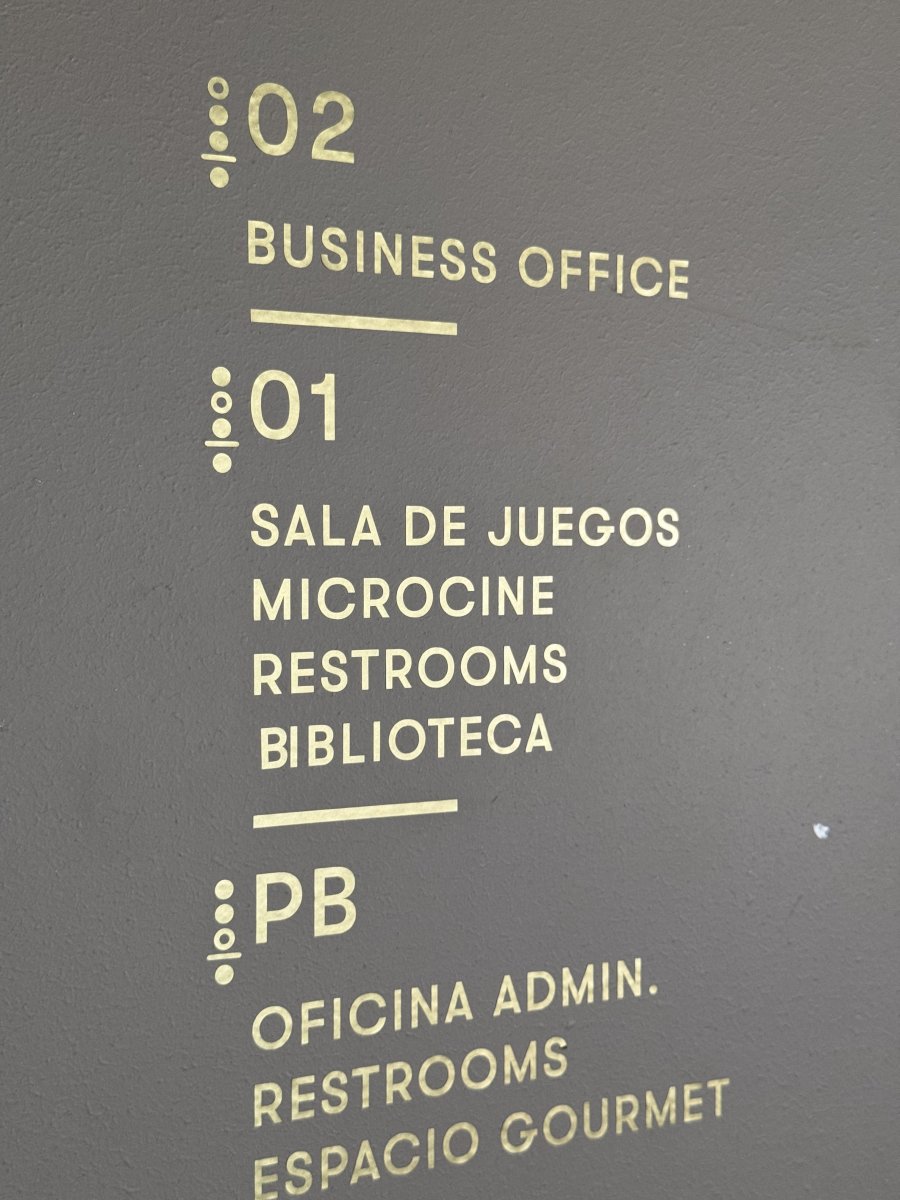 02
BUSINESS OFFICE
01
SALA DE JUEGOS
MICROCINE
RESTROOMS
BIBLIOTECA
PB
OFICINA ADMIN.
RESTROOMS
ESPACIO GOURMET